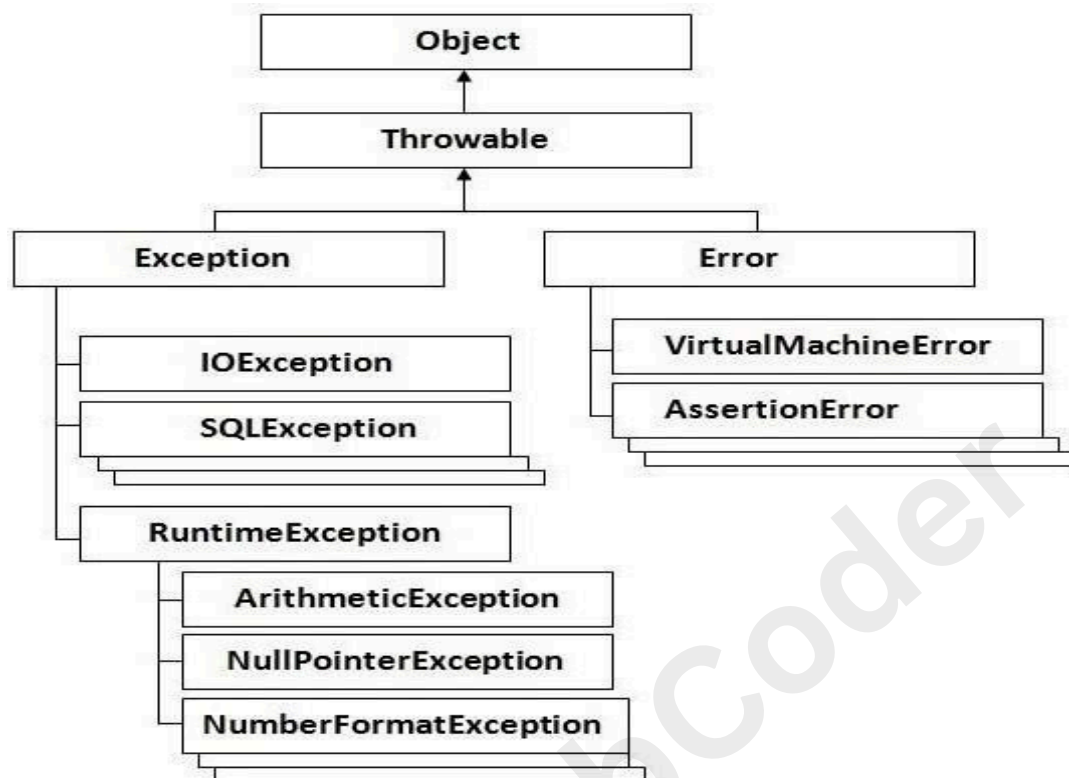 Object
Throwable
Exception
Error
IOException
SQLException
RuntimeException
ArithmeticException
NullPointerException
NumberFormatException
VirtualMachineError
AssertionError